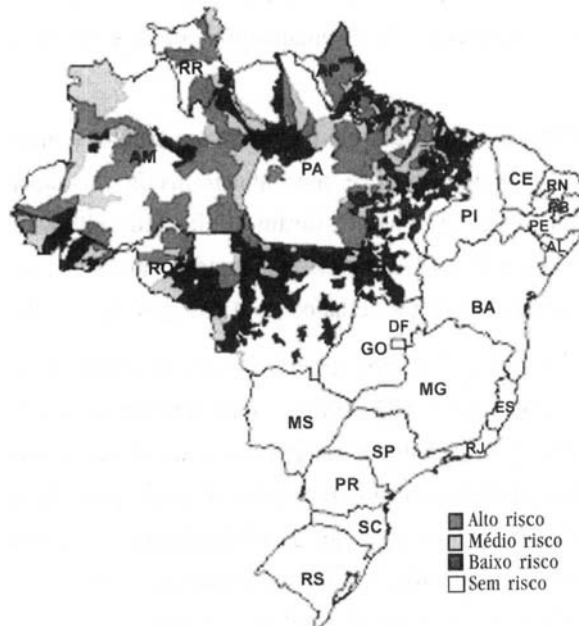 RR
AP
AM
PA
CE
RN
PB
PI
PE
AL
RO
BA
DF
GO
MG
MS
ES
SP
RJ
PR
SC
RS
Alto risco
Médio risco
Baixo risco
Sem risco